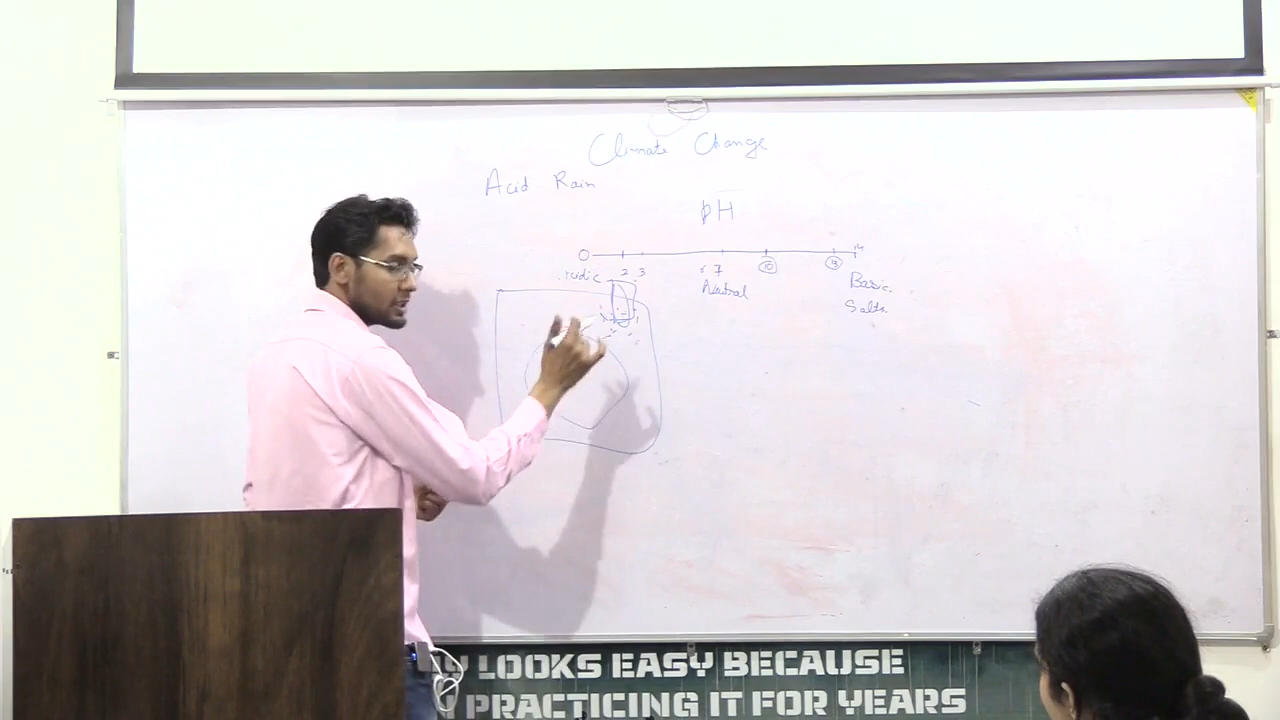 Climate Change
Acid Rain
pH
0 2 3 7 10 13 14
Neutral
Basic
Salts
LOOKS EASY BECAUSE
PRACTICING IT FOR YEARS